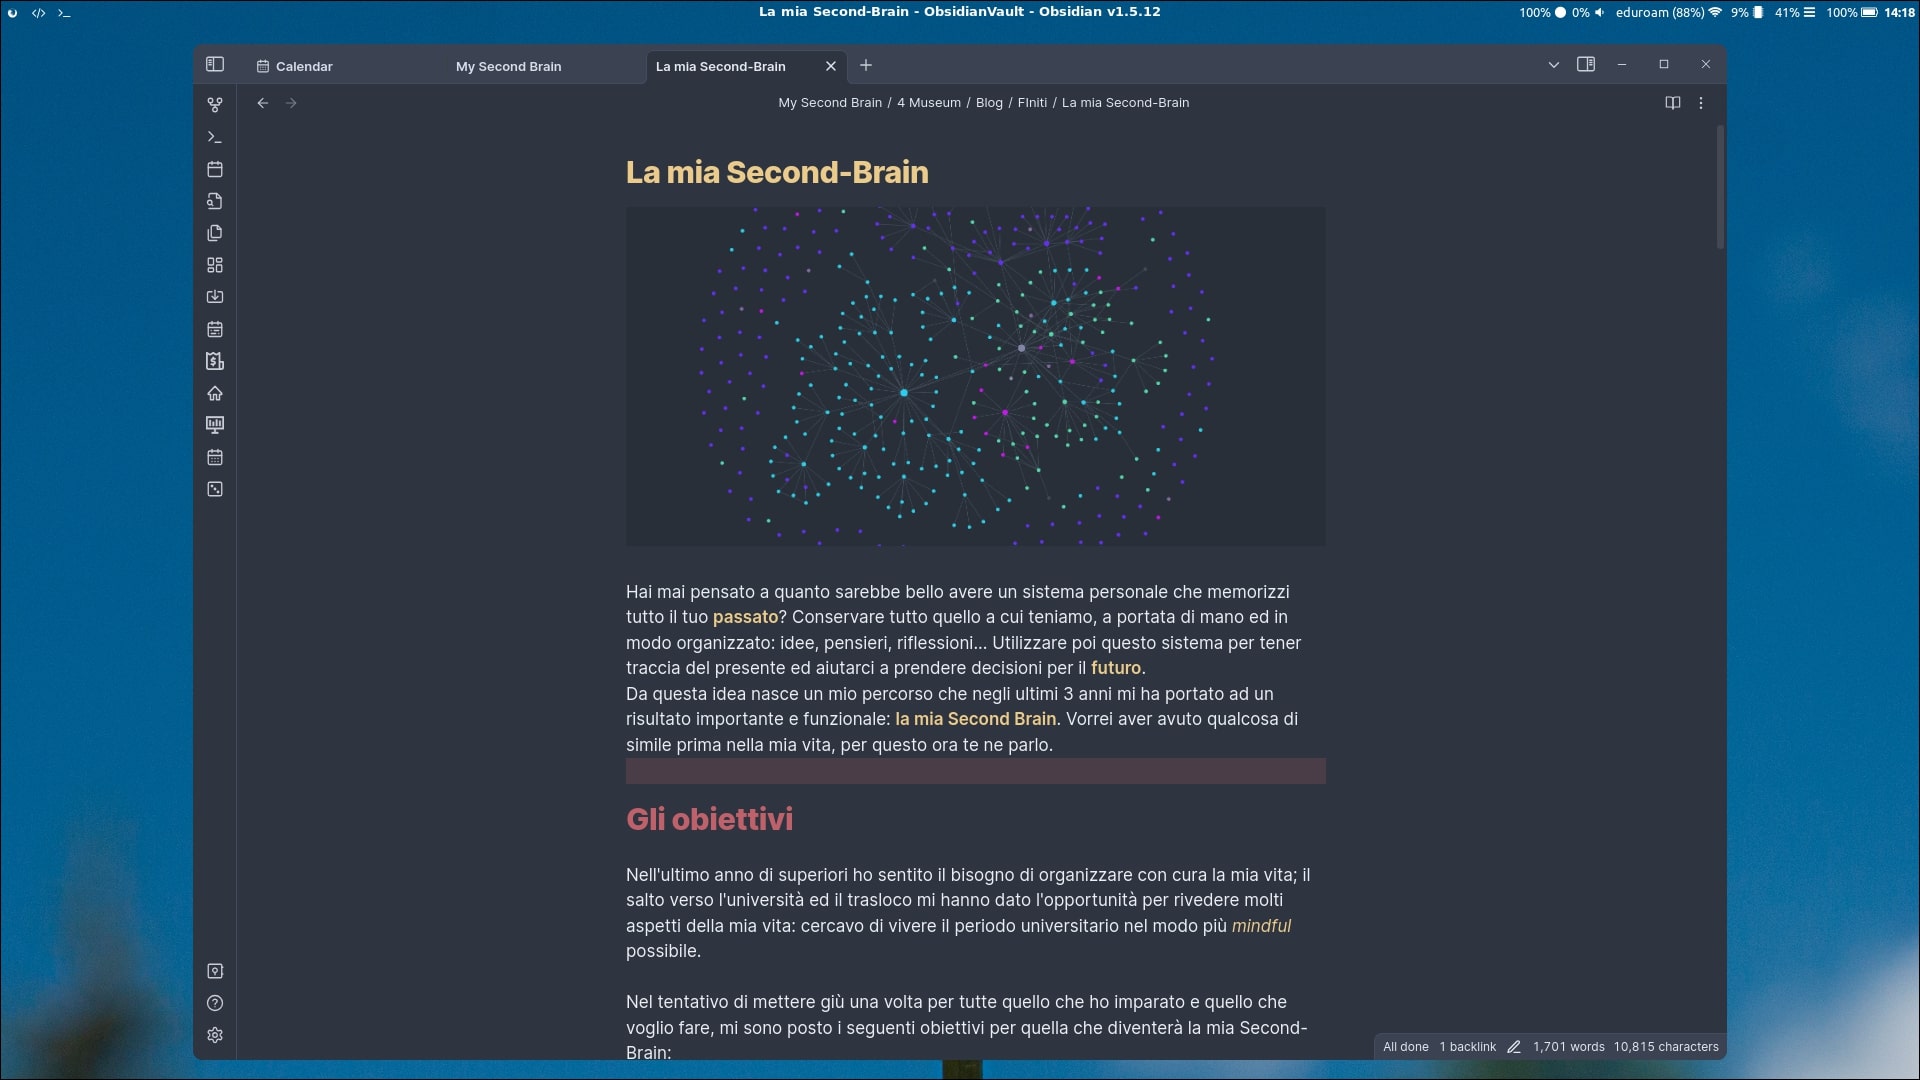 La mia Second-Brain - ObsidianVault - Obsidian v1.5.12
100% 0% eduroam (88%) 9% 41% 100% 14:18
Calendar
My Second Brain
La mia Second-Brain
My Second Brain / 4 Museum / Blog / FIniti / La mia Second-Brain
La mia Second-Brain
Hai mai pensato a quanto sarebbe bello avere un sistema personale che memorizzi
tutto il tuo passato? Conservare tutto quello a cui teniamo, a portata di mano ed in
modo organizzato: idee, pensieri, riflessioni... Utilizzare poi questo sistema per tener
traccia del presente ed aiutarci a prendere decisioni per il futuro.
Da questa idea nasce un mio percorso che negli ultimi 3 anni mi ha portato ad un
risultato importante e funzionale: la mia Second Brain. Vorrei aver avuto qualcosa di
simile prima nella mia vita, per questo ora te ne parlo.
Gli obiettivi
Nell'ultimo anno di superiori ho sentito il bisogno di organizzare con cura la mia vita; il
salto verso l'università ed il trasloco mi hanno dato l'opportunità per rivedere molti
aspetti della mia vita: cercavo di vivere il periodo universitario nel modo più mindful
possibile.
Nel tentativo di mettere giù una volta per tutte quello che ho imparato e quello che
voglio fare, mi sono posto i seguenti obiettivi per quella che diventerà la mia Second-
Brain:
All done 1 backlink 1,701 words 10,815 characters